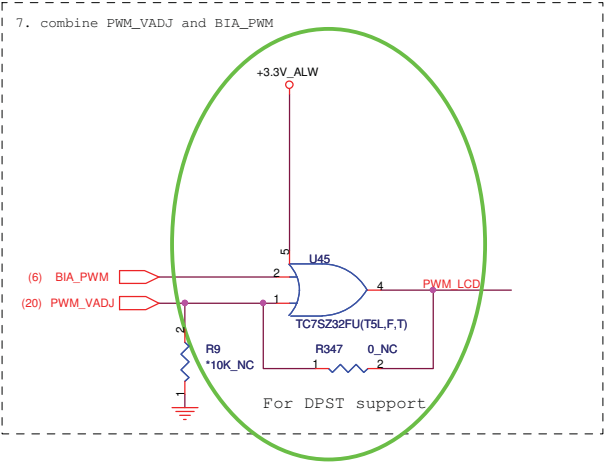 7. combine PWM_VADJ and BIA_PWM
+3.3V_ALW
5
U45
(6) BIA_PWM 2
4 PWM_LCD
(20) PWM_VADJ 1
TC7SZ32FU(T5L,F,T)
2
R9
*10K_NC
1
R347 0_NC
1 2
For DPST support